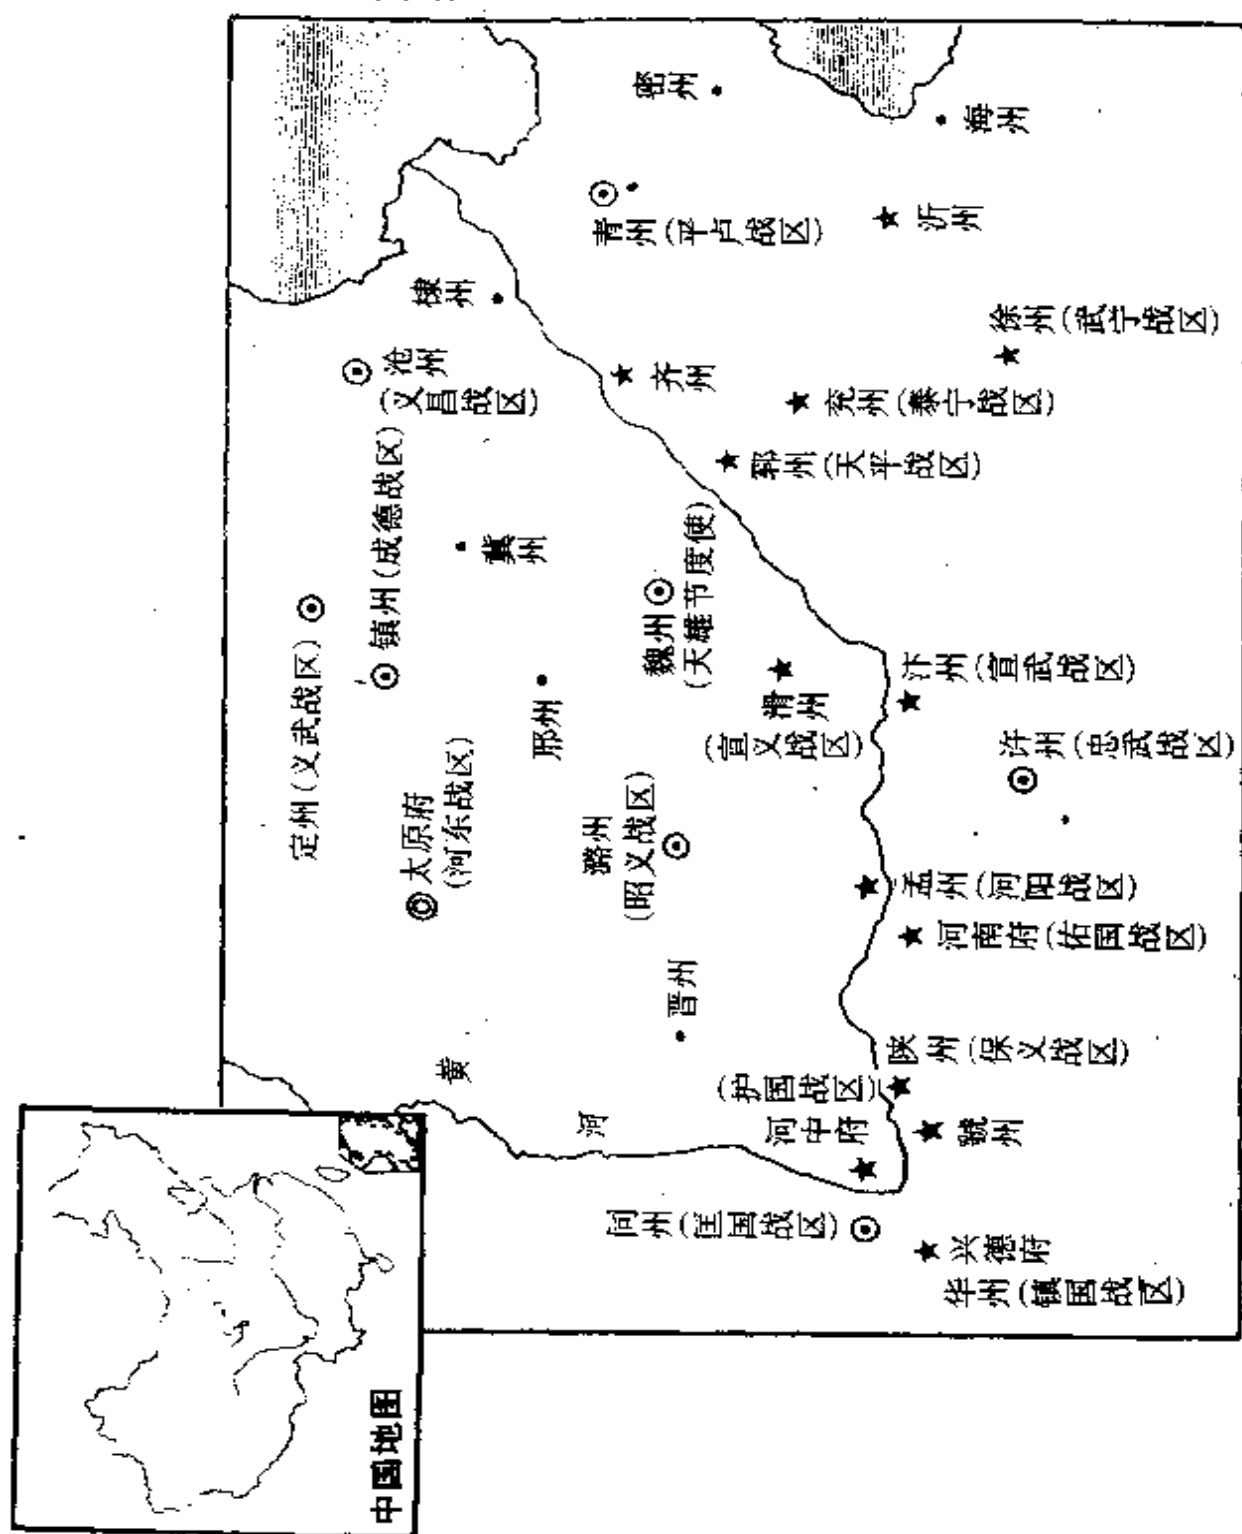 中国地图
定州(义武战区)
镇州(成德战区)
沧州
(义昌战区)
棣州
太原府
(河东战区)
冀州
邢州
青州(平卢战区)
密州
海州
沂州
齐州
徐州(武宁战区)
兖州(泰宁战区)
郓州(天平战区)
魏州
(天雄节度使)
滑州
(宣义战区)
汴州(宣武战区)
许州(忠武战区)
潞州
(昭义战区)
孟州(河阳战区)
河南府(佑国战区)
晋州
黄
河
陕州(保义战区)
(护国战区)
河中府
虢州
同州(匡国战区)
兴德府
华州(镇国战区)